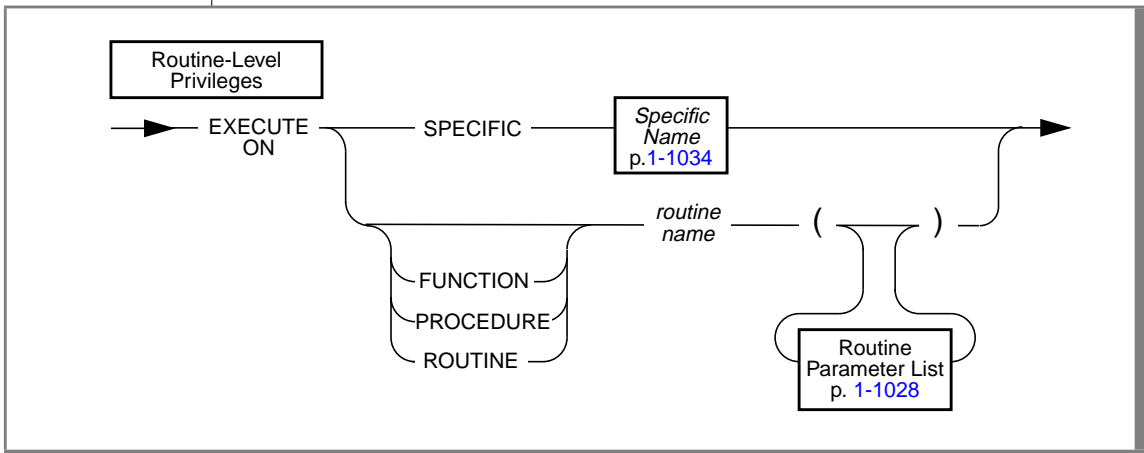 Routine-Level
Privileges
EXECUTE
ON
SPECIFIC
Specific
Name
p.1-1034
routine
name
(
)
FUNCTION
PROCEDURE
ROUTINE
Routine
Parameter List
p. 1-1028